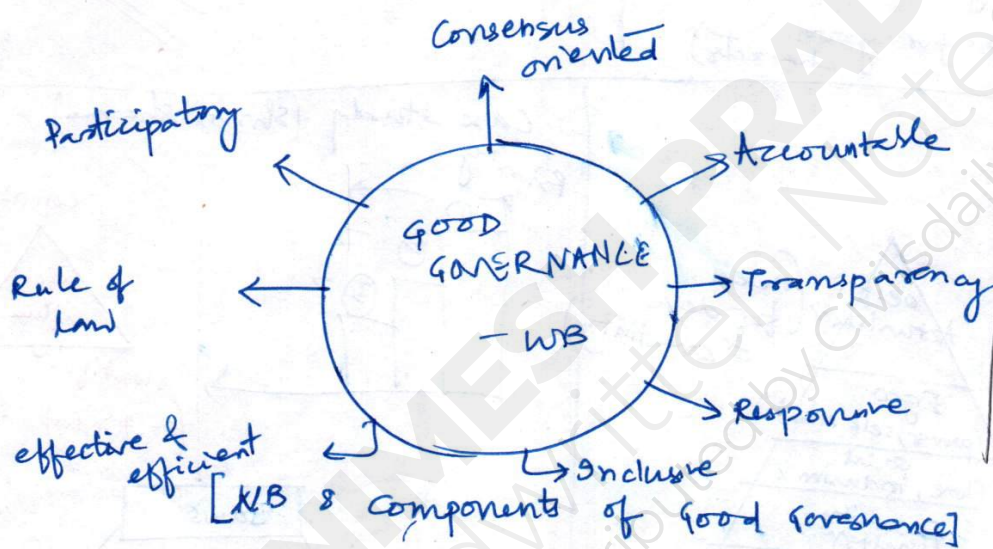 Consensus
oriented
Participatory
Accountable
GOOD
GOVERNANCE
- WB
Rule of
Law
Transparency
Responsive
effective &
efficient
Inclusive
[WB 8 Components of Good Governance]